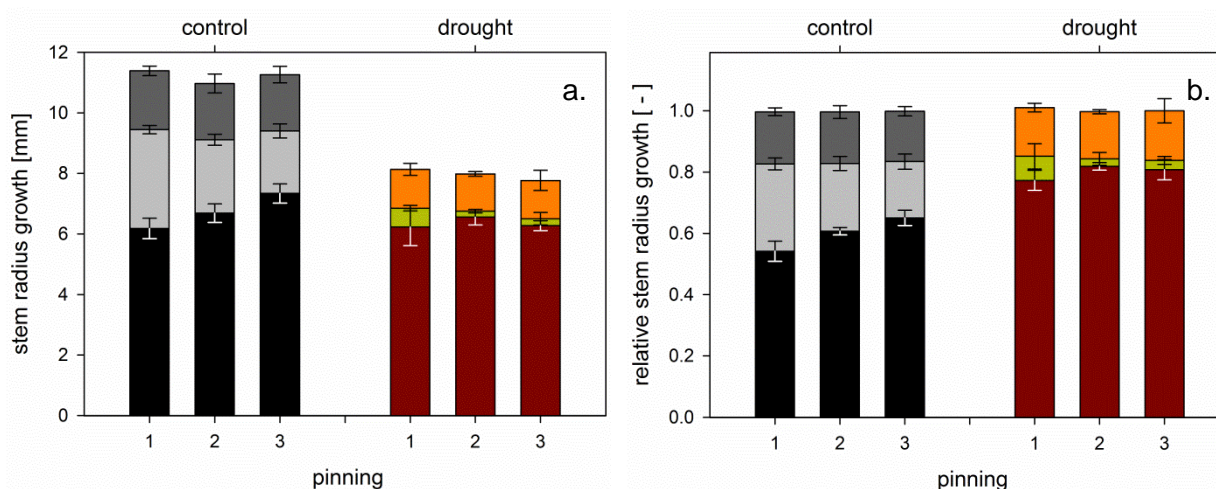 control drought
12
10
8
6
4
2
0
stem radius growth [mm]
a.
1 2 3 1 2 3
pinning
control drought
1.0
0.8
0.6
0.4
0.2
0.0
relative stem radius growth [ - ]
b.
1 2 3 1 2 3
pinning